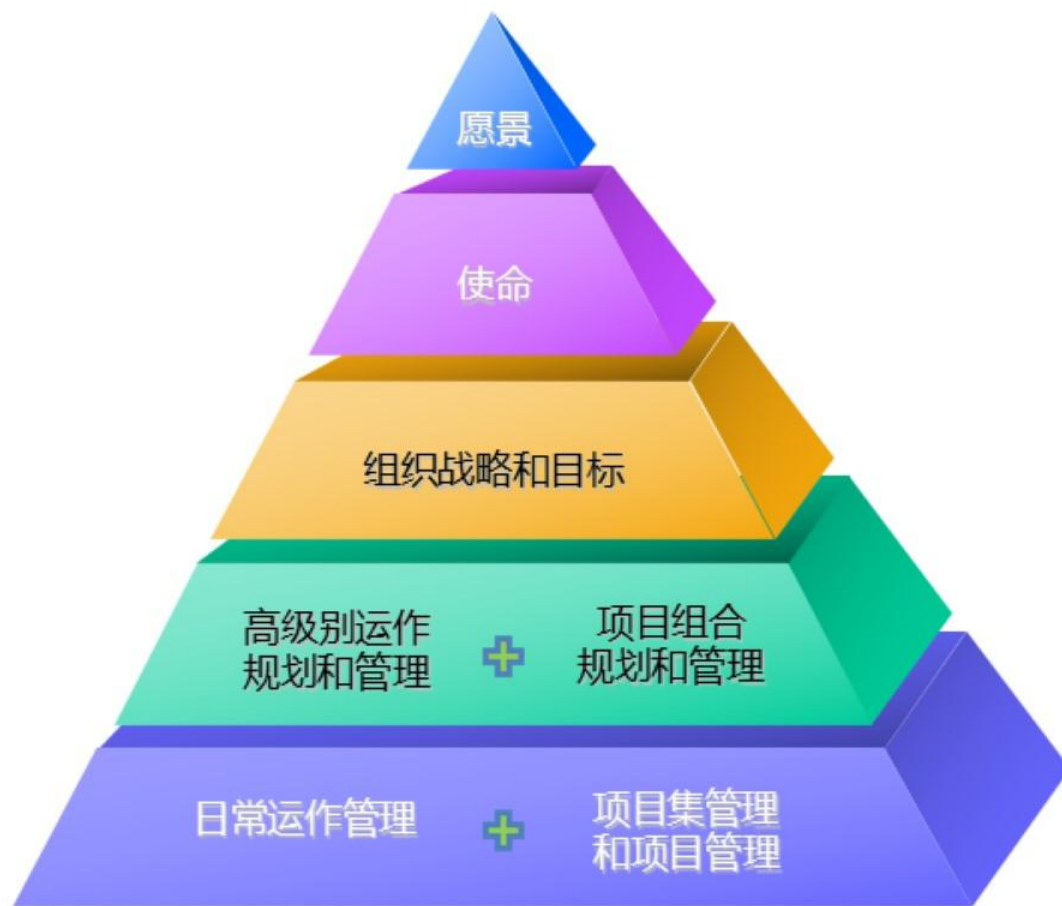 愿景
使命
组织战略和目标
高级别运作
规划和管理
项目组合
规划和管理
日常运作管理
项目集管理
和项目管理